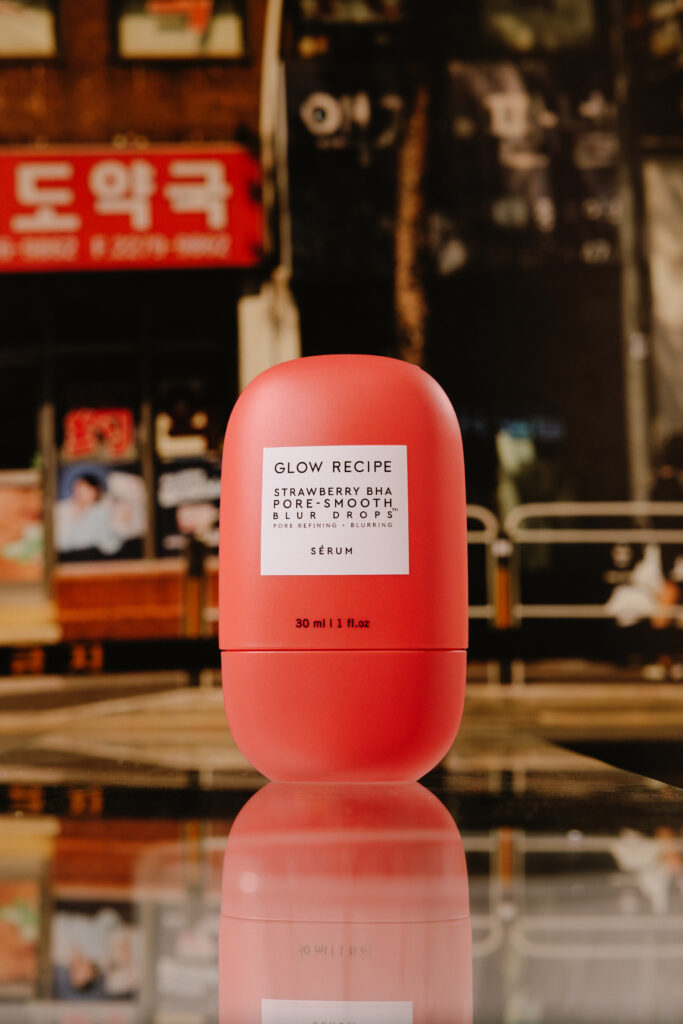 도약국
GLOW RECIPE
STRAWBERRY BHA
PORE-SMOOTH
BLUR DROPS™
PORE REFINING + BLURRING
SÉRUM
30 ml | 1 fl.oz